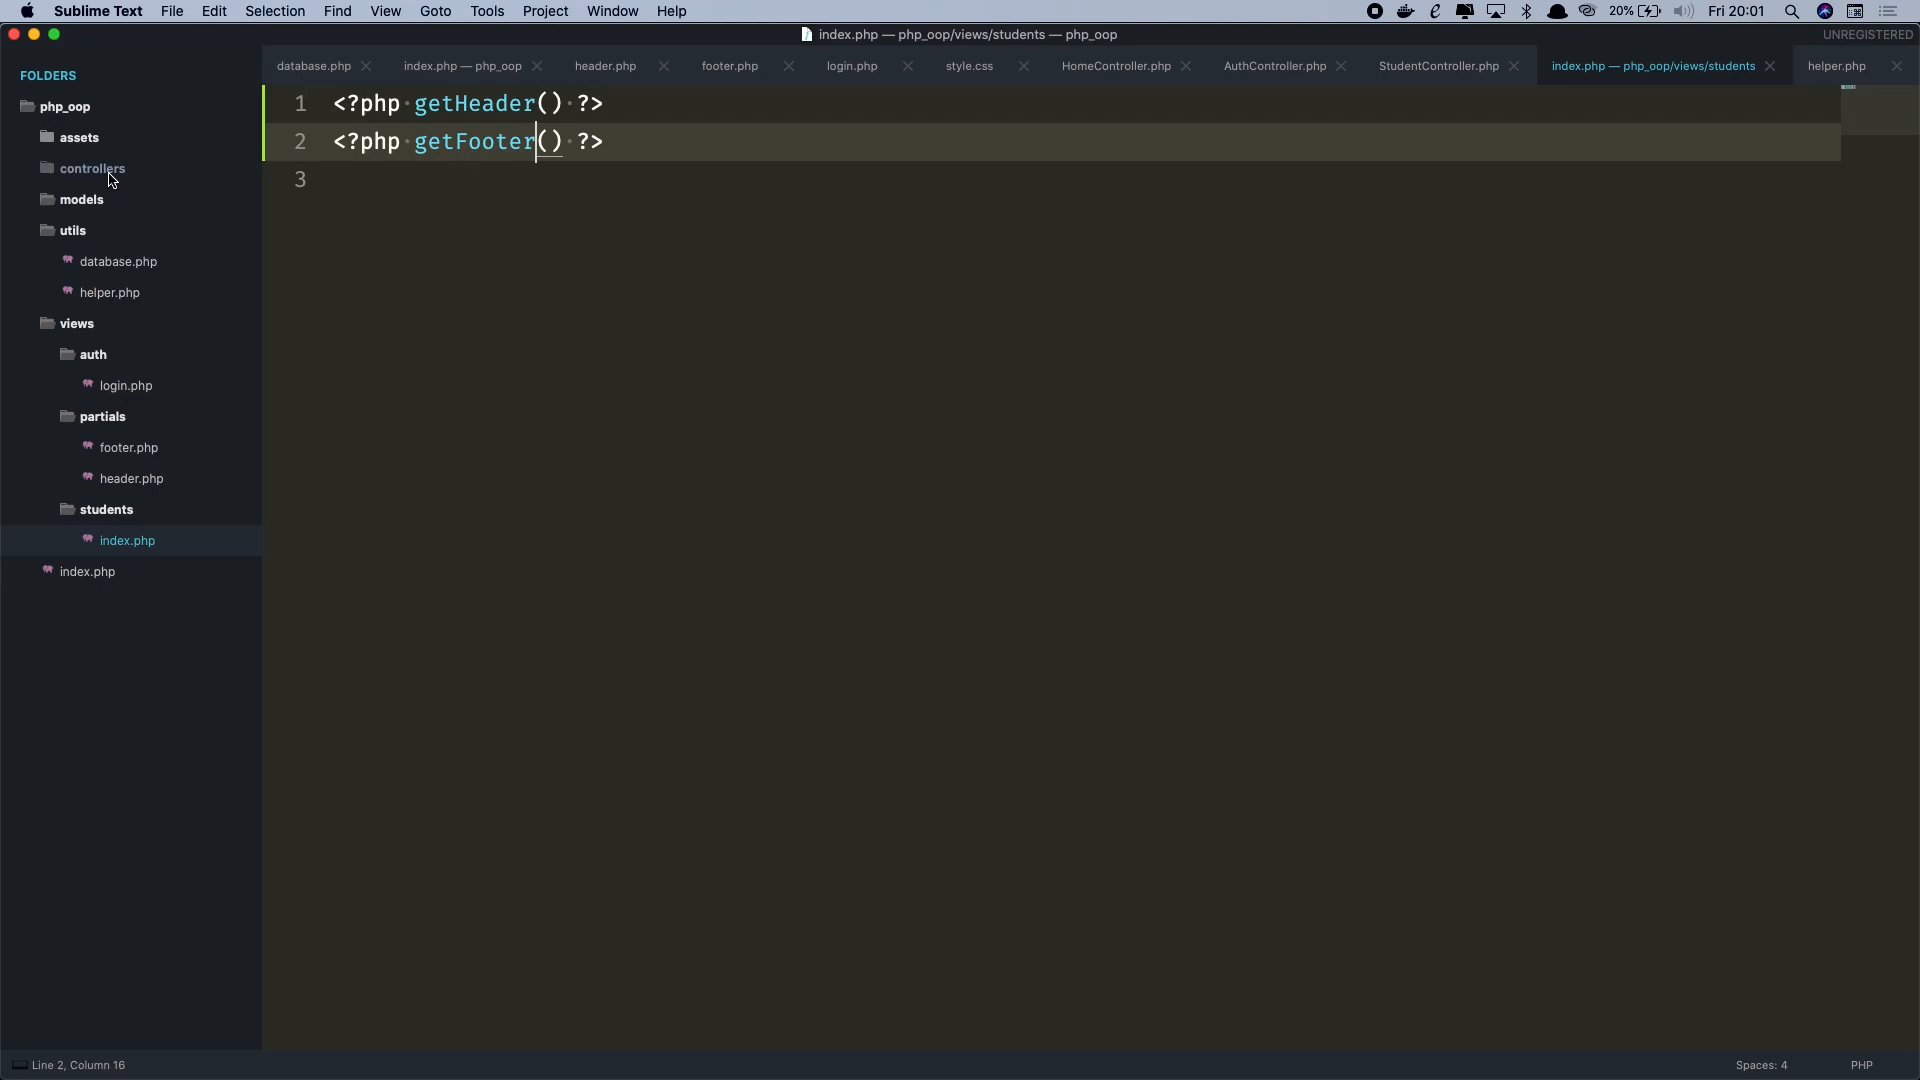 Sublime Text File Edit Selection Find View Goto Tools Project Window Help 20% Fri 20:01
index.php — php_oop/views/students — php_oop UNREGISTERED
FOLDERS
php_oop
assets
controllers
models
utils
database.php
helper.php
views
auth
login.php
partials
footer.php
header.php
students
index.php
index.php
database.php index.php — php_oop header.php footer.php login.php style.css HomeController.php AuthController.php StudentController.php index.php — php_oop/views/students helper.php
1 <?php getHeader() ?>
2 <?php getFooter() ?>
3
Line 2, Column 16 Spaces: 4 PHP